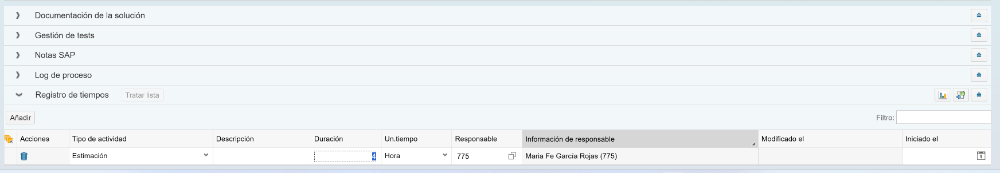 Documentación de la solución
Gestión de tests
Notas SAP
Log de proceso
Registro de tiempos Tratar lista
Añadir Filtro:
Acciones Tipo de actividad Descripción Duración Un.tiempo Responsable Información de responsable Modificado el Iniciado el
Estimación 4 Hora 775 Maria Fe García Rojas (775) 1